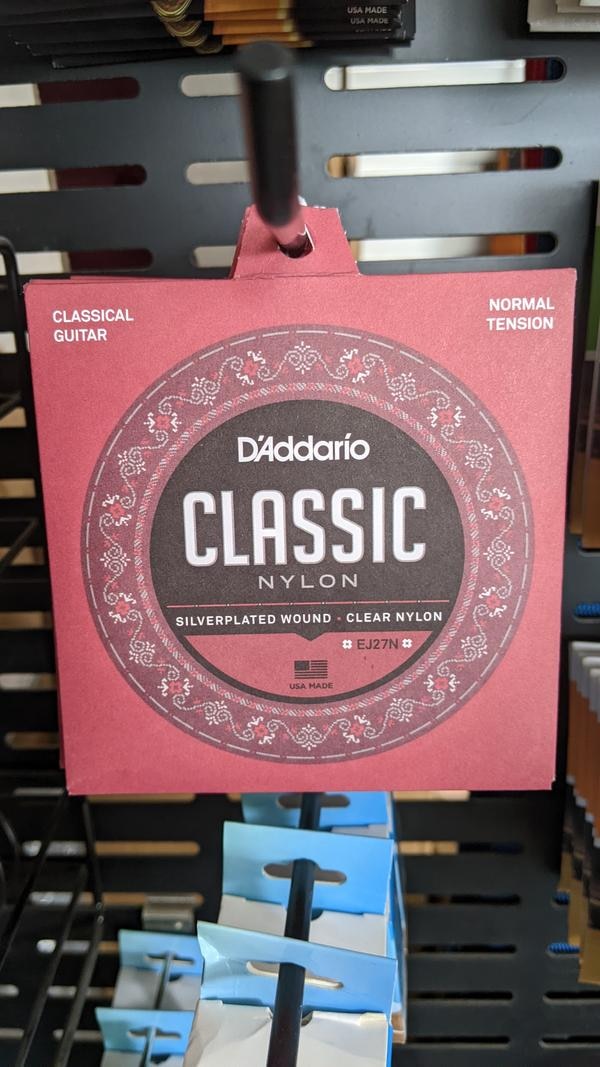 USA MADE
USA MADE
CLASSICAL
GUITAR
NORMAL
TENSION
D'Addario
CLASSIC
NYLON
SILVERPLATED WOUND · CLEAR NYLON
EJ27N
USA MADE